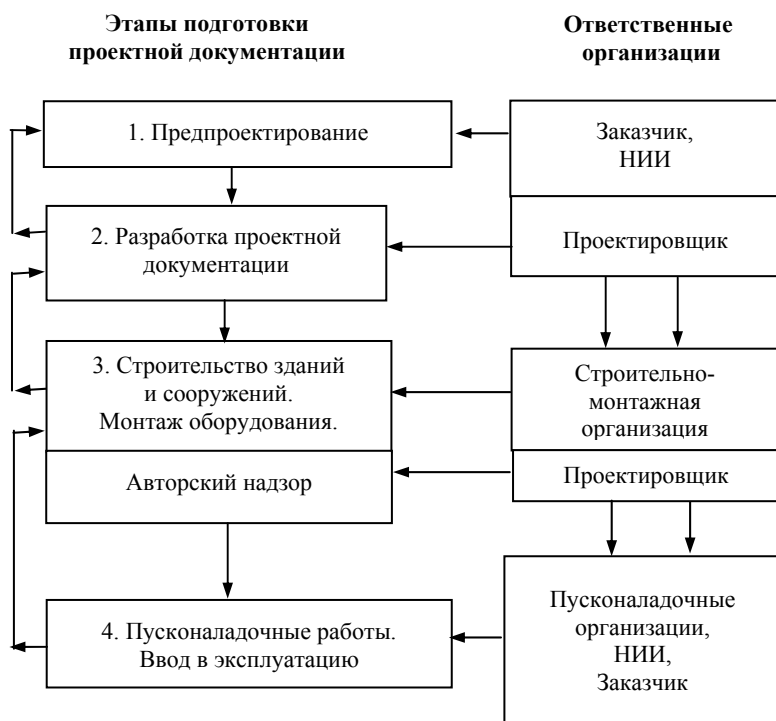 Этапы подготовки
проектной документации
Ответственные
организации
1. Предпроектирование
Заказчик,
НИИ
2. Разработка проектной
документации
Проектировщик
3. Строительство зданий
и сооружений.
Монтаж оборудования.
Строительно-
монтажная
организация
Авторский надзор
Проектировщик
4. Пусконаладочные работы.
Ввод в эксплуатацию
Пусконаладочные
организации,
НИИ,
Заказчик